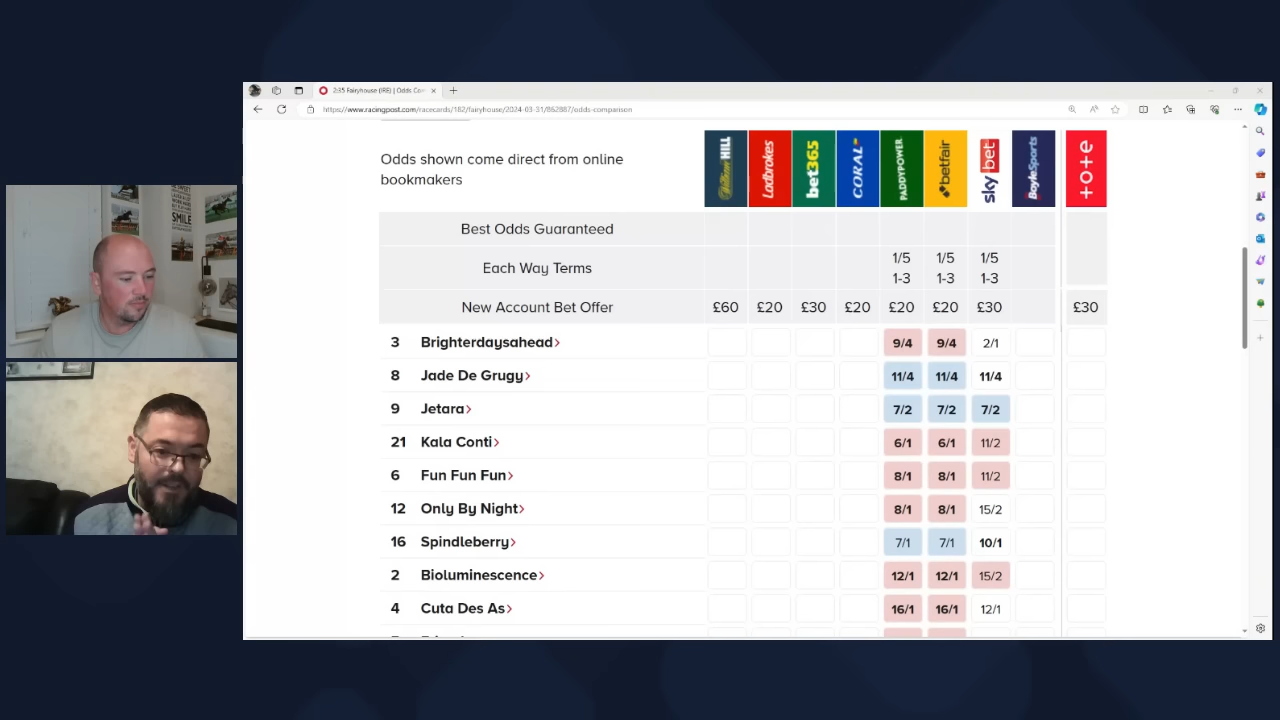 2:35 Fairyhouse (IRE) | Odds Com
https://www.racingpost.com/racecards/182/fairyhouse/2024-03-31/862887/odds-comparison
SMILE
Odds shown come direct from online
bookmakers
William HILL
Ladbrokes
bet365
CORAL
PADDYPOWER
betfair
sky bet
BoyleSports
tote
Best Odds Guaranteed
Each Way Terms 1/5 1/5 1/5
1-3 1-3 1-3
New Account Bet Offer £60 £20 £30 £20 £20 £20 £30 £30
3 Brighterdaysahead> 9/4 9/4 2/1
8 Jade De Grugy> 11/4 11/4 11/4
9 Jetara> 7/2 7/2 7/2
21 Kala Conti> 6/1 6/1 11/2
6 Fun Fun Fun> 8/1 8/1 11/2
12 Only By Night> 8/1 8/1 15/2
16 Spindleberry> 7/1 7/1 10/1
2 Bioluminescence> 12/1 12/1 15/2
4 Cuta Des As> 16/1 16/1 12/1